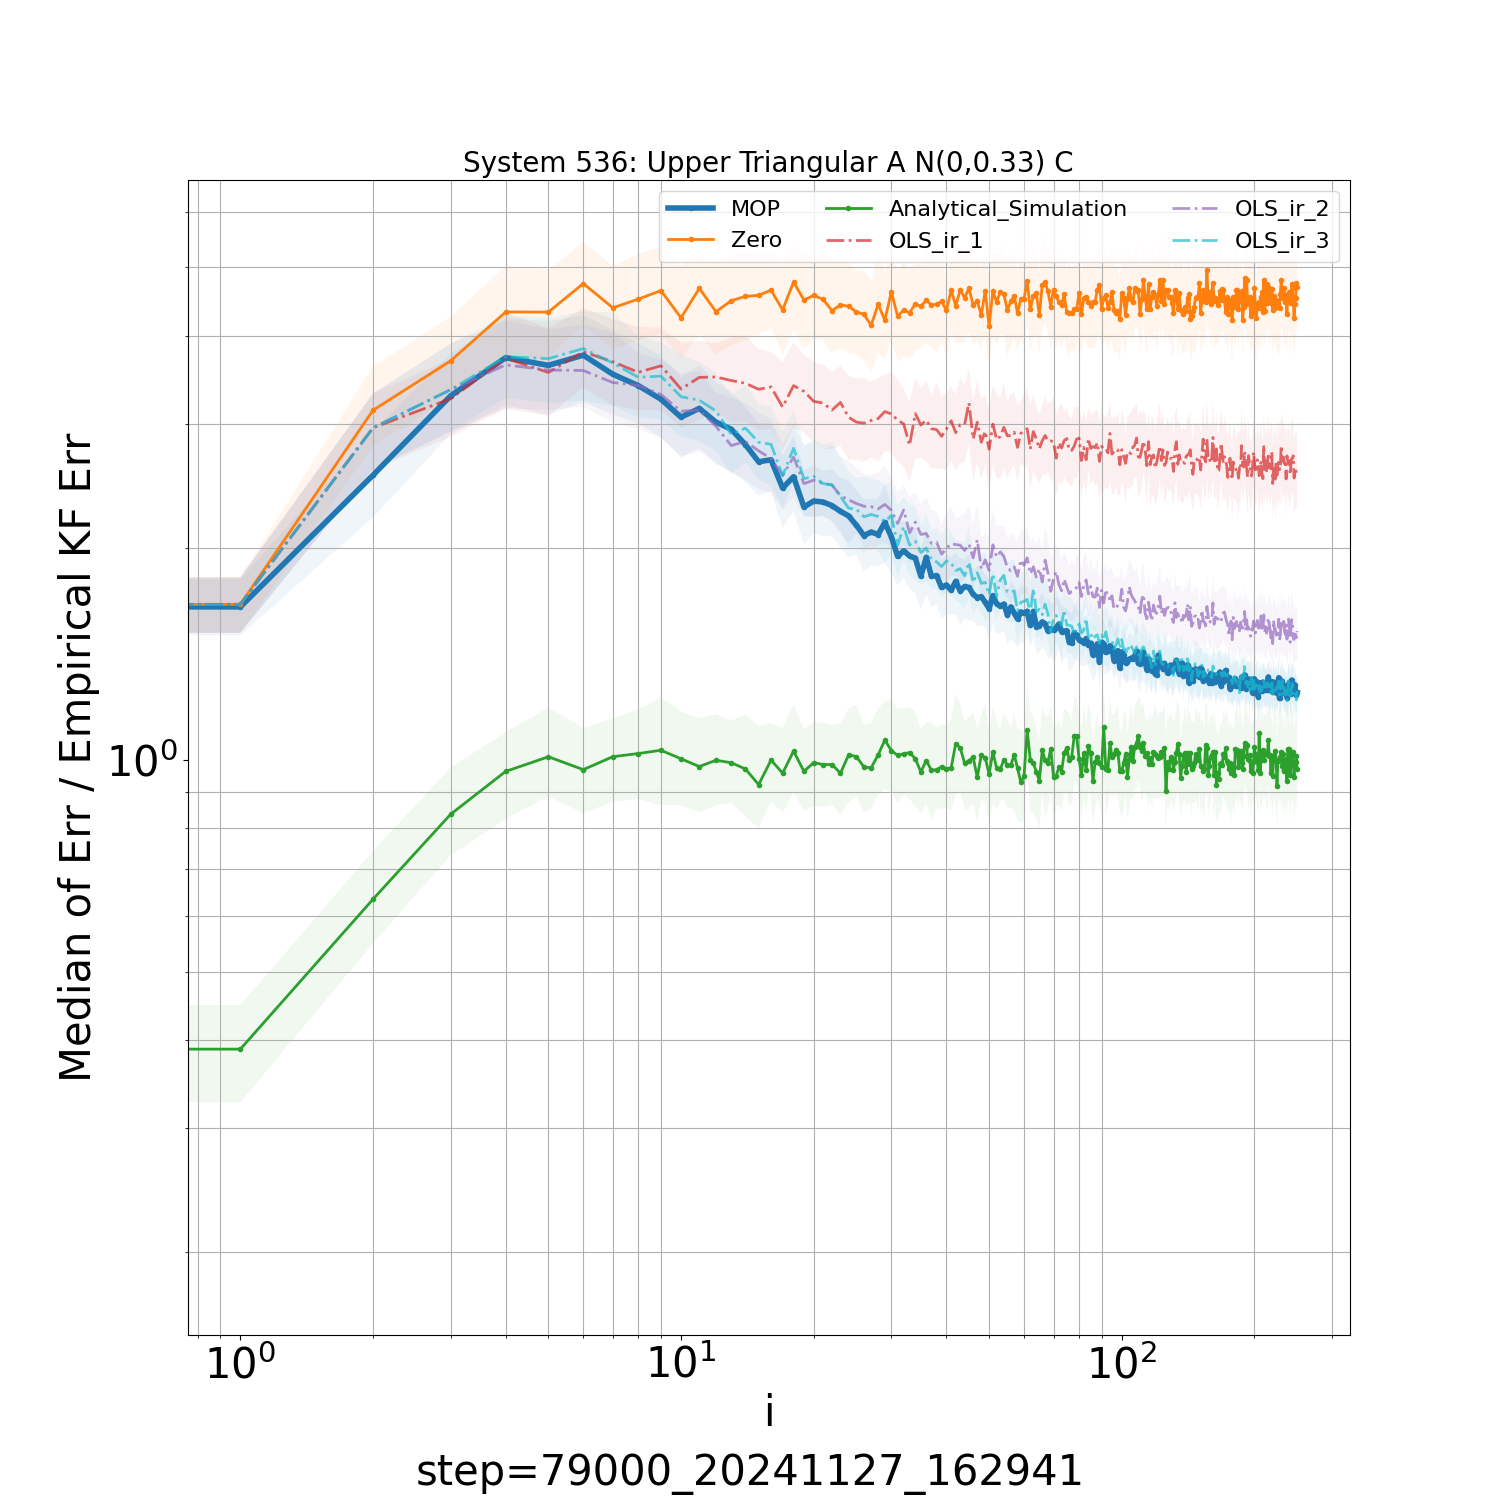 System 536: Upper Triangular A N(0,0.33) C
MOP
Zero
Analytical_Simulation
OLS_ir_1
OLS_ir_2
OLS_ir_3
Median of Err / Empirical KF Err
10⁰
10⁰ 10¹ 10²
i
step=79000_20241127_162941